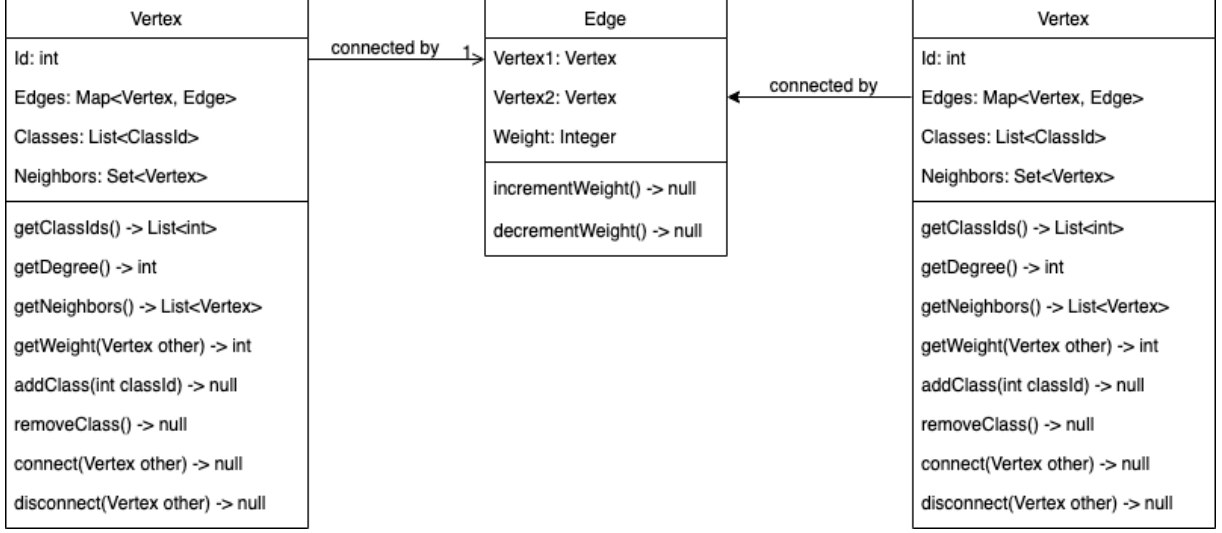 Vertex
Id: int
Edges: Map<Vertex, Edge>
Classes: List<ClassId>
Neighbors: Set<Vertex>
getClassIds() -> List<int>
getDegree() -> int
getNeighbors() -> List<Vertex>
getWeight(Vertex other) -> int
addClass(int classId) -> null
removeClass() -> null
connect(Vertex other) -> null
disconnect(Vertex other) -> null
connected by
1
Edge
Vertex1: Vertex
Vertex2: Vertex
Weight: Integer
incrementWeight() -> null
decrementWeight() -> null
connected by
Vertex
Id: int
Edges: Map<Vertex, Edge>
Classes: List<ClassId>
Neighbors: Set<Vertex>
getClassIds() -> List<int>
getDegree() -> int
getNeighbors() -> List<Vertex>
getWeight(Vertex other) -> int
addClass(int classId) -> null
removeClass() -> null
connect(Vertex other) -> null
disconnect(Vertex other) -> null